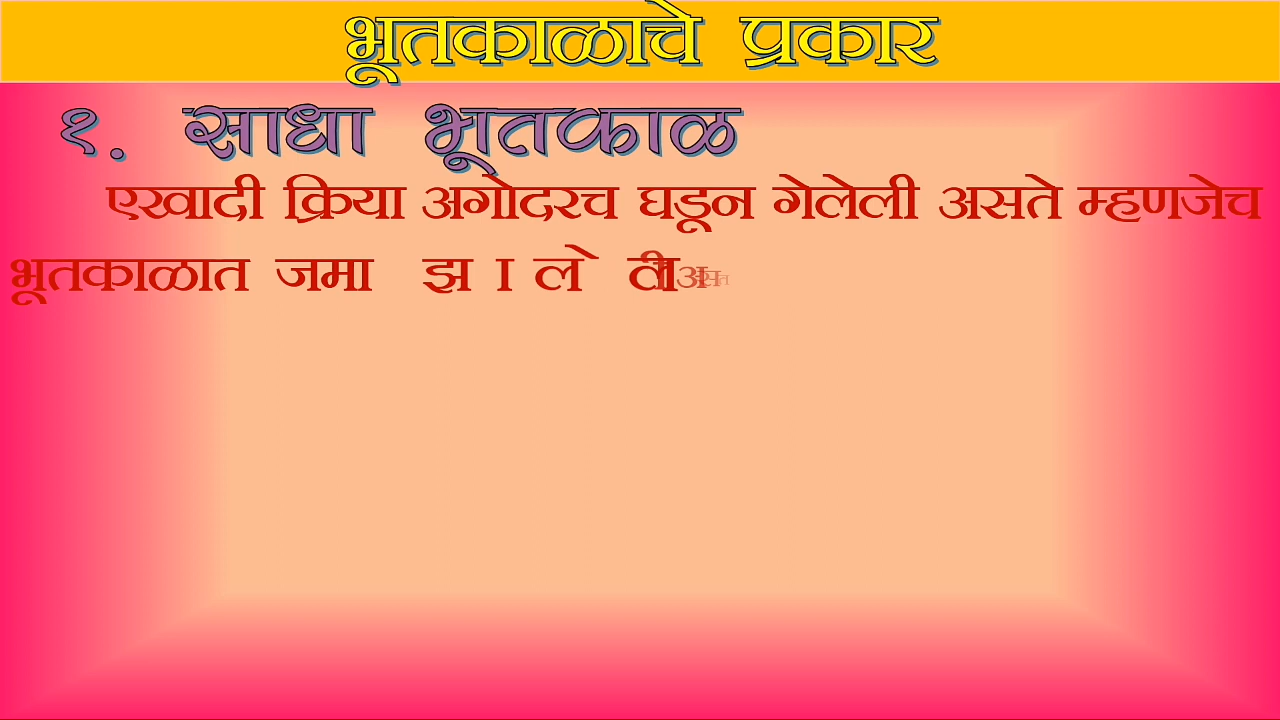 भूतकाळाचे प्रकार
१. साधा भूतकाळ
एखादी क्रिया अगोदरच घडून गेलेली असते म्हणजेच
भूतकाळात जमा झालेली